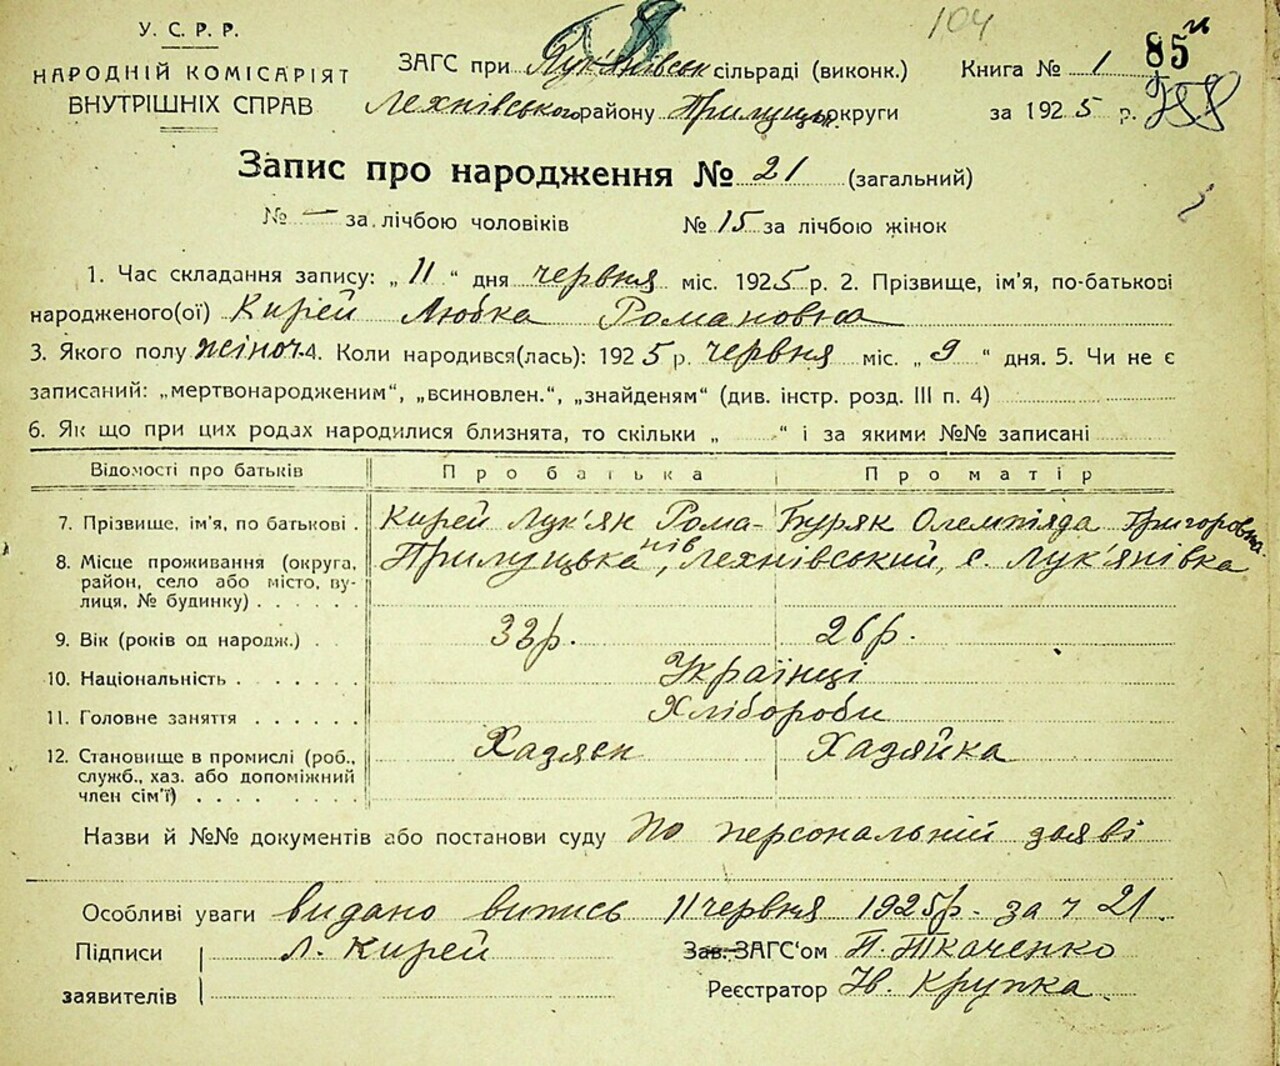 104
У. С. Р. Р.
НАРОДНІЙ КОМІСАРІЯТ
ВНУТРІШНІХ СПРАВ
ЗАГС при Лук'янівськ сільраді (виконк.)
Лехнівського району Прилуцьк. округи
Книга № 1
за 1925 р.
85
Запис про народження № 21 (загальний)
№ — за лічбою чоловіків № 15 за лічбою жінок
1. Час складання запису: „11“ дня червня міс. 1925 р. 2. Прізвище, ім'я, по-батькові
народженого(ої) Кирей Любка Романовна
3. Якого полу жіноч. 4. Коли народився(лась): 1925 р. червня міс. „9“ дня. 5. Чи не є
записаний: „мертвонародженим“, „всиновлен.“, „знайденям“ (див. інстр. розд. III п. 4)
6. Як що при цих родах народилися близнята, то скільки „ “ і за якими №№ записані
Відомості про батьків Про батька Про матір
7. Прізвище, ім'я, по батькові . Кирей Лук'ян Романів Буряк Олемпіяда Григоровна
8. Місце проживання (округа, Прилуцька, Лехнівський, с. Лук'янівка
район, село або місто, ву-
лиця, № будинку) . . . . . .
9. Вік (років од народж.) . . 33р. 26р.
10. Національність . . . . . . Українці
11. Головне заняття . . . . . . Хлібороби
12. Становище в промислі (роб., Хазяєн Хадзяйка
служб., хаз. або допоміжний
член сім'ї) . . . . . . . .
Назви й №№ документів або постанови суду по персональній заяві
Особливі уваги видано випись 11 червня 1925р. за ч 21.
Підписи Л. Кирей Зав. ЗАГС'ом П. Ткаченко
заявителів Реєстратор Ів. Крупка